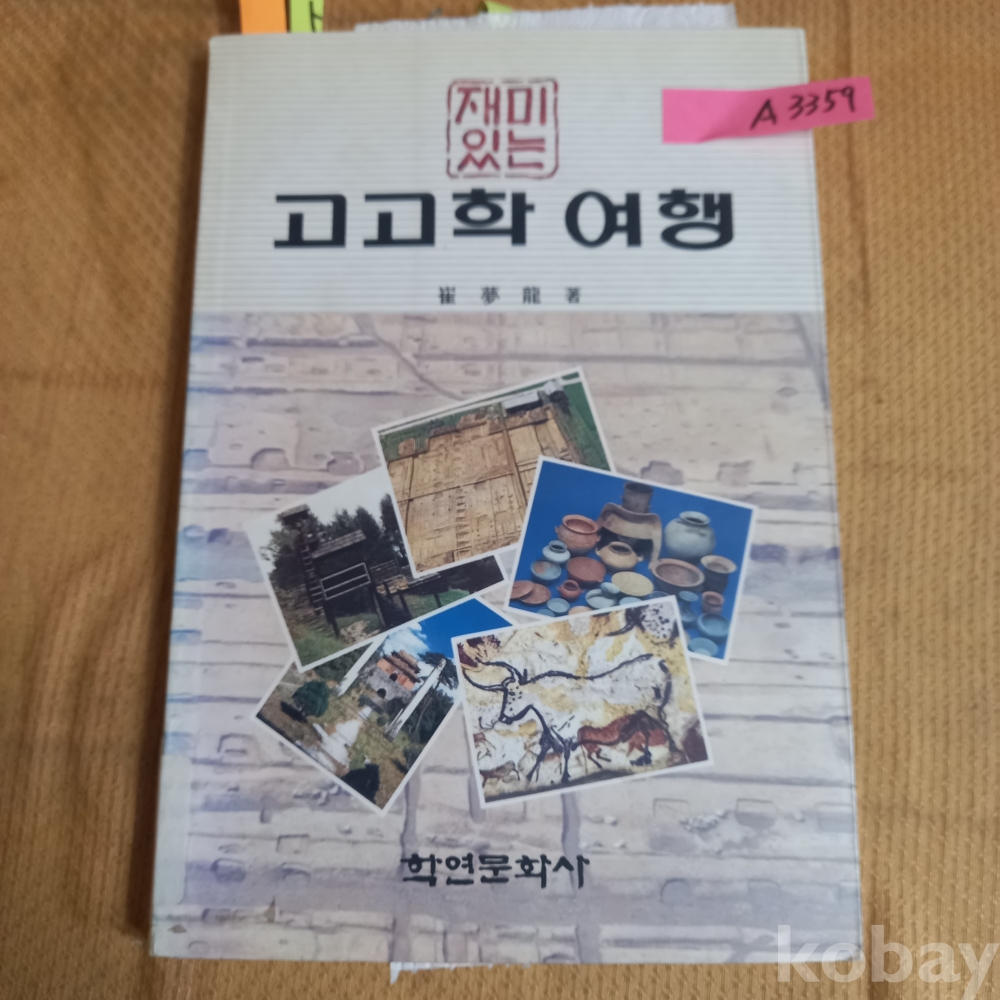 A3359
재미
있는
고고학 여행
崔夢龍 著
학연문화사
kobay